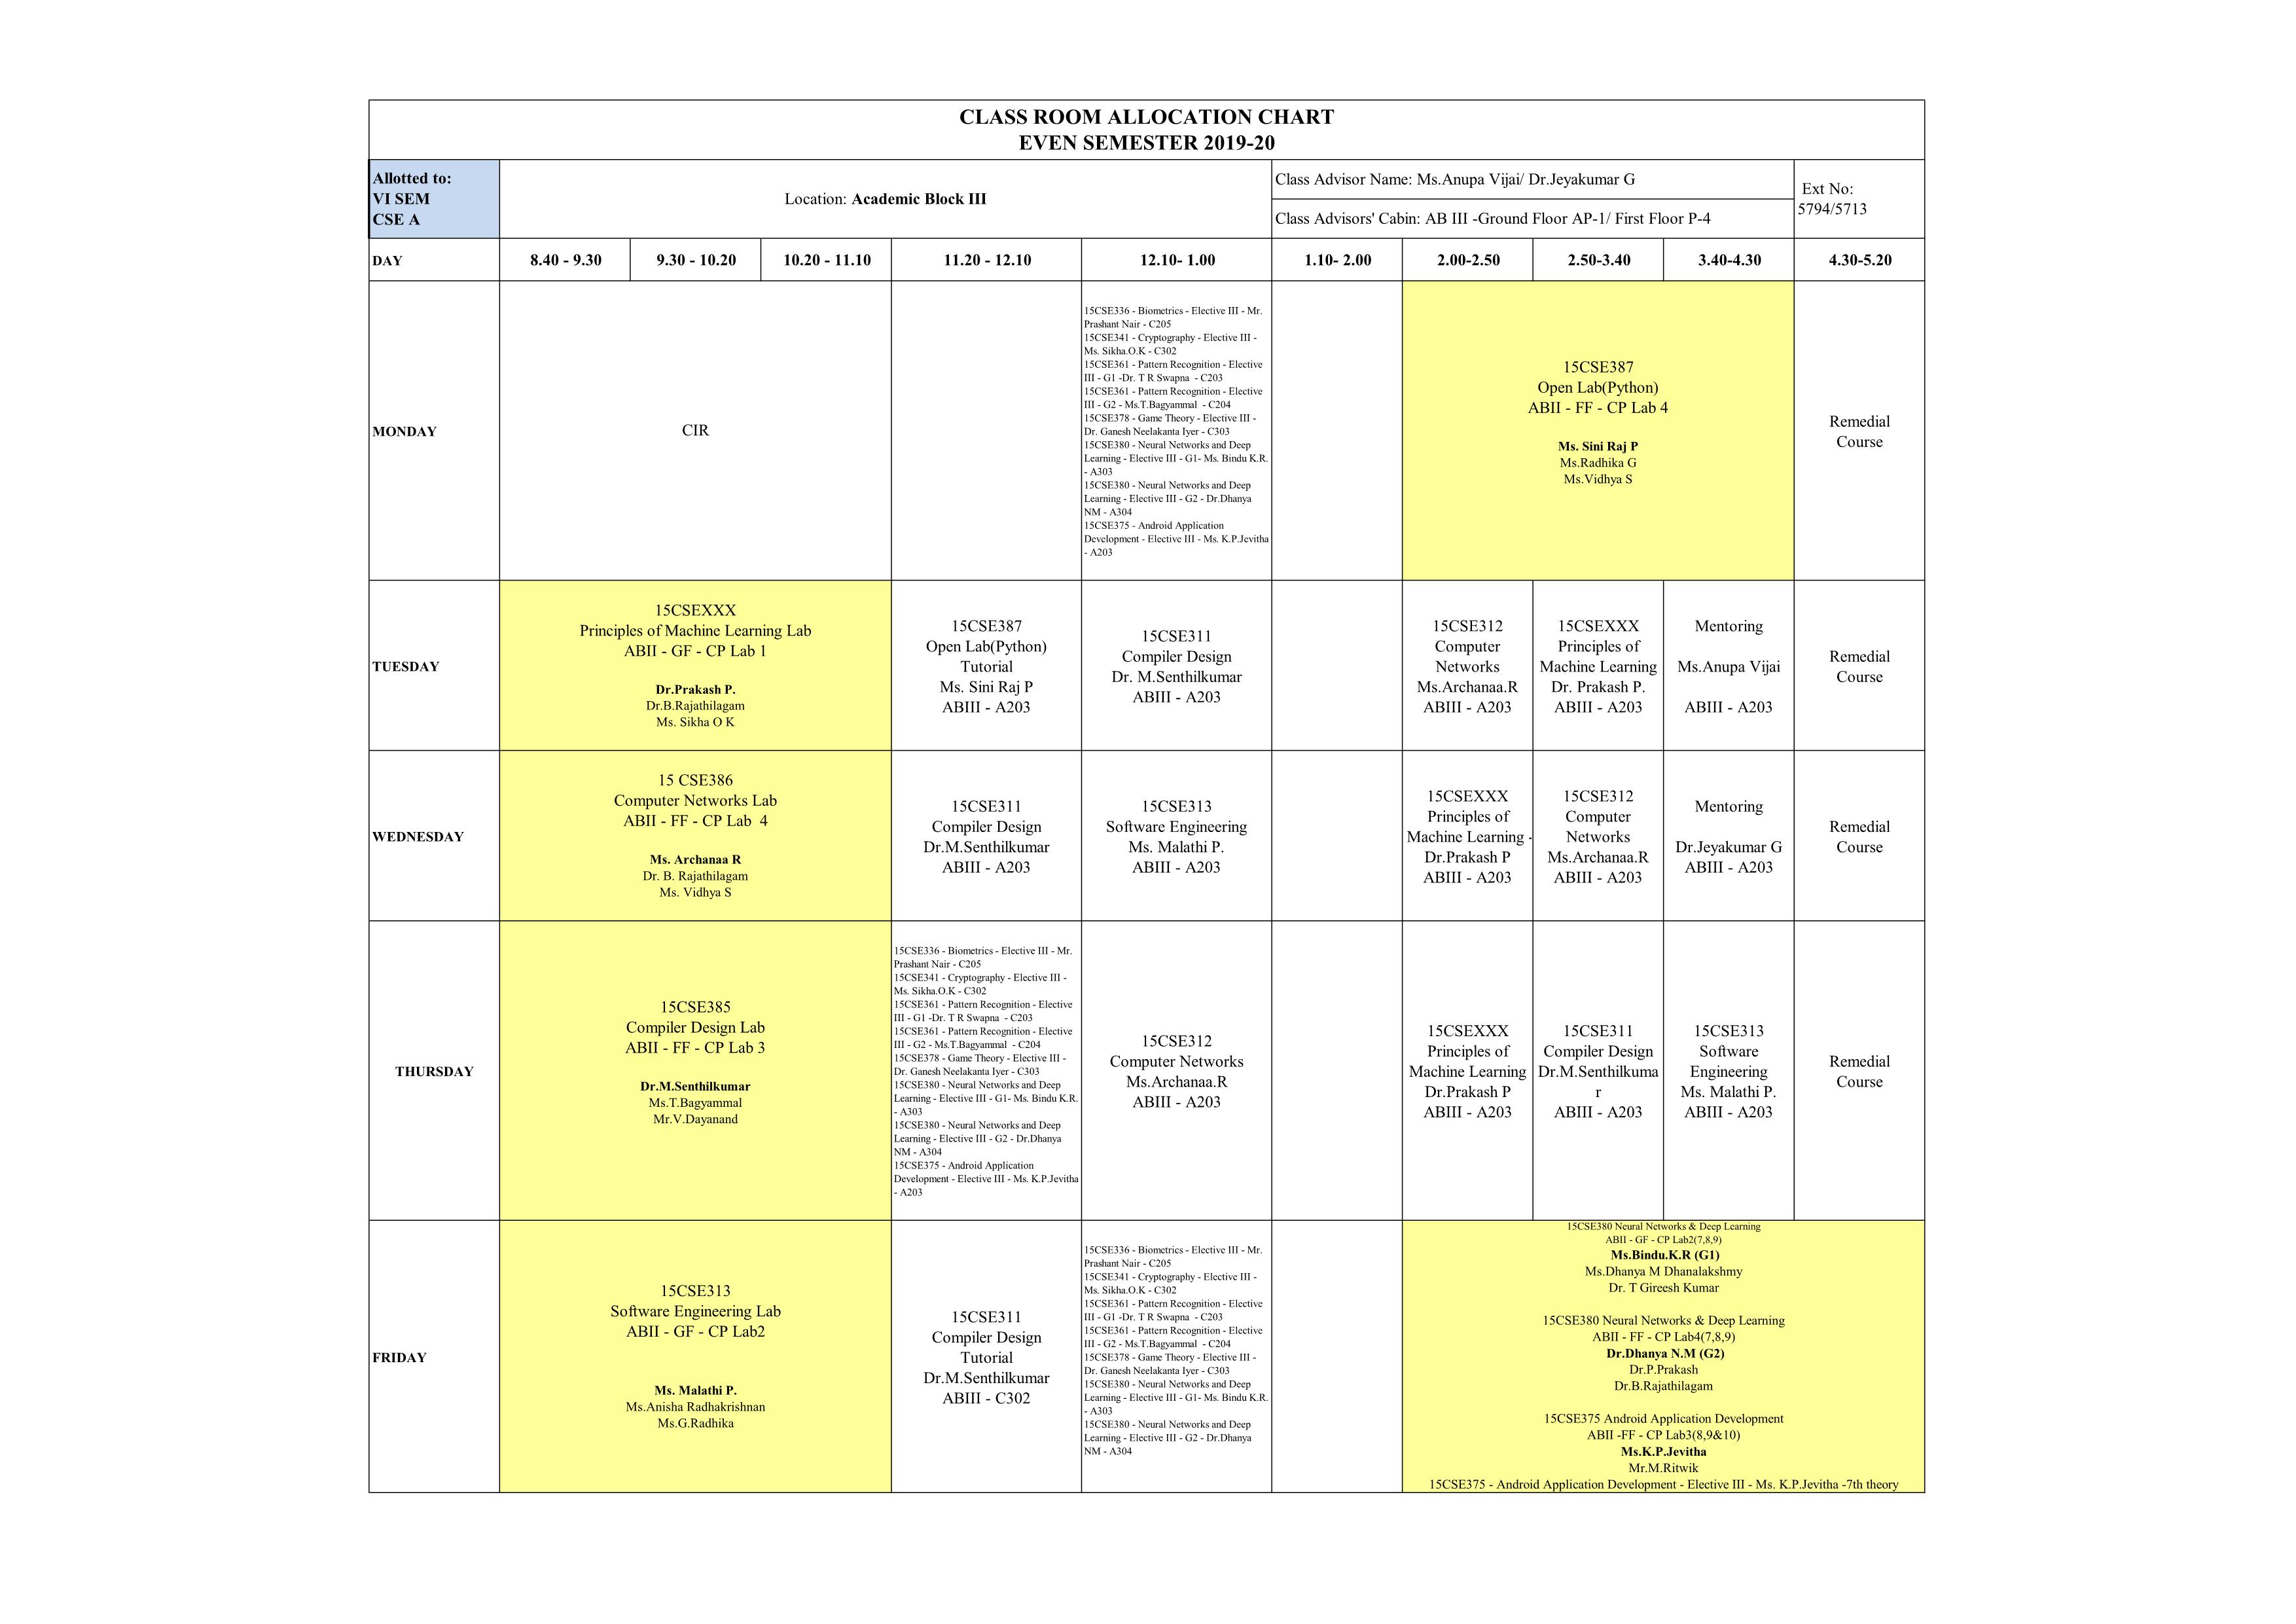 CLASS ROOM ALLOCATION CHART
EVEN SEMESTER 2019-20
Allotted to:
VI SEM
CSE A
Location: Academic Block III
Class Advisor Name: Ms.Anupa Vijai/ Dr.Jeyakumar G
Class Advisors' Cabin: AB III -Ground Floor AP-1/ First Floor P-4
Ext No:
5794/5713
DAY
8.40 - 9.30
9.30 - 10.20
10.20 - 11.10
11.20 - 12.10
12.10- 1.00
1.10- 2.00
2.00-2.50
2.50-3.40
3.40-4.30
4.30-5.20
MONDAY
CIR
15CSE336 - Biometrics - Elective III - Mr.
Prashant Nair - C205
15CSE341 - Cryptography - Elective III -
Ms. Sikha.O.K - C302
15CSE361 - Pattern Recognition - Elective
III - G1 -Dr. T R Swapna - C203
15CSE361 - Pattern Recognition - Elective
III - G2 - Ms.T.Bagyammal - C204
15CSE378 - Game Theory - Elective III -
Dr. Ganesh Neelakanta Iyer - C303
15CSE380 - Neural Networks and Deep
Learning - Elective III - G1- Ms. Bindu K.R.
- A303
15CSE380 - Neural Networks and Deep
Learning - Elective III - G2 - Dr.Dhanya
NM - A304
15CSE375 - Android Application
Development - Elective III - Ms. K.P.Jevitha
- A203
15CSE387
Open Lab(Python)
ABII - FF - CP Lab 4
Ms. Sini Raj P
Ms.Radhika G
Ms.Vidhya S
Remedial
Course
TUESDAY
15CSEXXX
Principles of Machine Learning Lab
ABII - GF - CP Lab 1
Dr.Prakash P.
Dr.B.Rajathilagam
Ms. Sikha O K
15CSE387
Open Lab(Python)
Tutorial
Ms. Sini Raj P
ABIII - A203
15CSE311
Compiler Design
Dr. M.Senthilkumar
ABIII - A203
15CSE312
Computer
Networks
Ms.Archanaa.R
ABIII - A203
15CSEXXX
Principles of
Machine Learning
Dr. Prakash P.
ABIII - A203
Mentoring
Ms.Anupa Vijai
ABIII - A203
Remedial
Course
WEDNESDAY
15 CSE386
Computer Networks Lab
ABII - FF - CP Lab 4
Ms. Archanaa R
Dr. B. Rajathilagam
Ms. Vidhya S
15CSE311
Compiler Design
Dr.M.Senthilkumar
ABIII - A203
15CSE313
Software Engineering
Ms. Malathi P.
ABIII - A203
15CSEXXX
Principles of
Machine Learning -
Dr.Prakash P
ABIII - A203
15CSE312
Computer
Networks
Ms.Archanaa.R
ABIII - A203
Mentoring
Dr.Jeyakumar G
ABIII - A203
Remedial
Course
THURSDAY
15CSE385
Compiler Design Lab
ABII - FF - CP Lab 3
Dr.M.Senthilkumar
Ms.T.Bagyammal
Mr.V.Dayanand
15CSE336 - Biometrics - Elective III - Mr.
Prashant Nair - C205
15CSE341 - Cryptography - Elective III -
Ms. Sikha.O.K - C302
15CSE361 - Pattern Recognition - Elective
III - G1 -Dr. T R Swapna - C203
15CSE361 - Pattern Recognition - Elective
III - G2 - Ms.T.Bagyammal - C204
15CSE378 - Game Theory - Elective III -
Dr. Ganesh Neelakanta Iyer - C303
15CSE380 - Neural Networks and Deep
Learning - Elective III - G1- Ms. Bindu K.R.
- A303
15CSE380 - Neural Networks and Deep
Learning - Elective III - G2 - Dr.Dhanya
NM - A304
15CSE375 - Android Application
Development - Elective III - Ms. K.P.Jevitha
- A203
15CSE312
Computer Networks
Ms.Archanaa.R
ABIII - A203
15CSEXXX
Principles of
Machine Learning
Dr.Prakash P
ABIII - A203
15CSE311
Compiler Design
Dr.M.Senthilkuma
r
ABIII - A203
15CSE313
Software
Engineering
Ms. Malathi P.
ABIII - A203
Remedial
Course
FRIDAY
15CSE313
Software Engineering Lab
ABII - GF - CP Lab2
Ms. Malathi P.
Ms.Anisha Radhakrishnan
Ms.G.Radhika
15CSE311
Compiler Design
Tutorial
Dr.M.Senthilkumar
ABIII - C302
15CSE336 - Biometrics - Elective III - Mr.
Prashant Nair - C205
15CSE341 - Cryptography - Elective III -
Ms. Sikha.O.K - C302
15CSE361 - Pattern Recognition - Elective
III - G1 -Dr. T R Swapna - C203
15CSE361 - Pattern Recognition - Elective
III - G2 - Ms.T.Bagyammal - C204
15CSE378 - Game Theory - Elective III -
Dr. Ganesh Neelakanta Iyer - C303
15CSE380 - Neural Networks and Deep
Learning - Elective III - G1- Ms. Bindu K.R.
- A303
15CSE380 - Neural Networks and Deep
Learning - Elective III - G2 - Dr.Dhanya
NM - A304
15CSE380 Neural Networks & Deep Learning
ABII - GF - CP Lab2(7,8,9)
Ms.Bindu.K.R (G1)
Ms.Dhanya M Dhanalakshmy
Dr. T Gireesh Kumar
15CSE380 Neural Networks & Deep Learning
ABII - FF - CP Lab4(7,8,9)
Dr.Dhanya N.M (G2)
Dr.P.Prakash
Dr.B.Rajathilagam
15CSE375 Android Application Development
ABII -FF - CP Lab3(8,9&10)
Ms.K.P.Jevitha
Mr.M.Ritwik
15CSE375 - Android Application Development - Elective III - Ms. K.P.Jevitha -7th theory